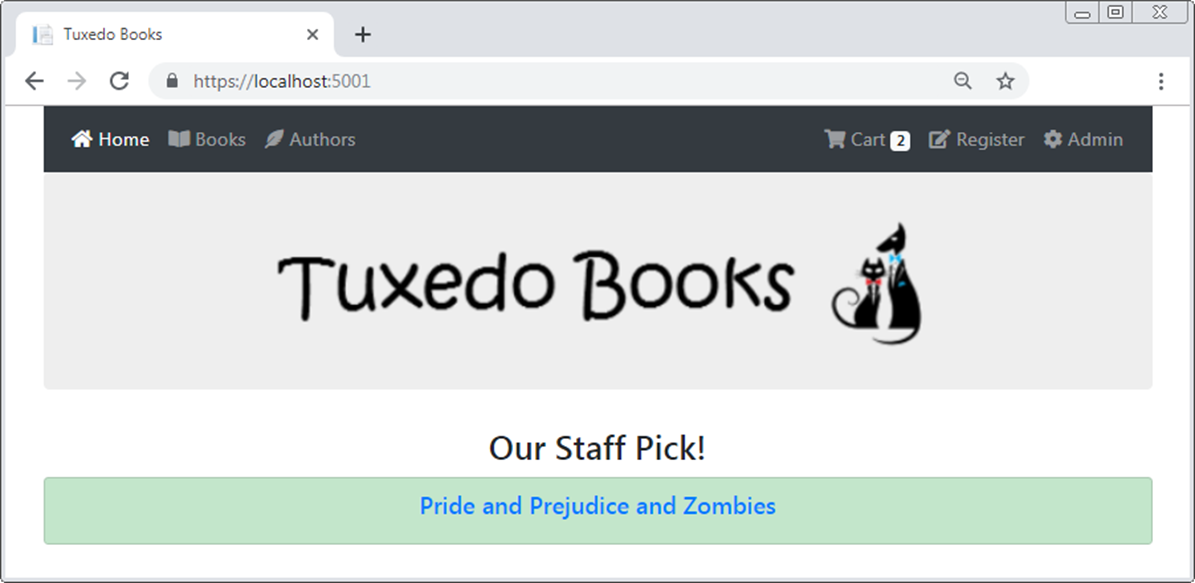 Tuxedo Books
https://localhost:5001
Home Books Authors Cart 2 Register Admin
Tuxedo Books
Our Staff Pick!
Pride and Prejudice and Zombies